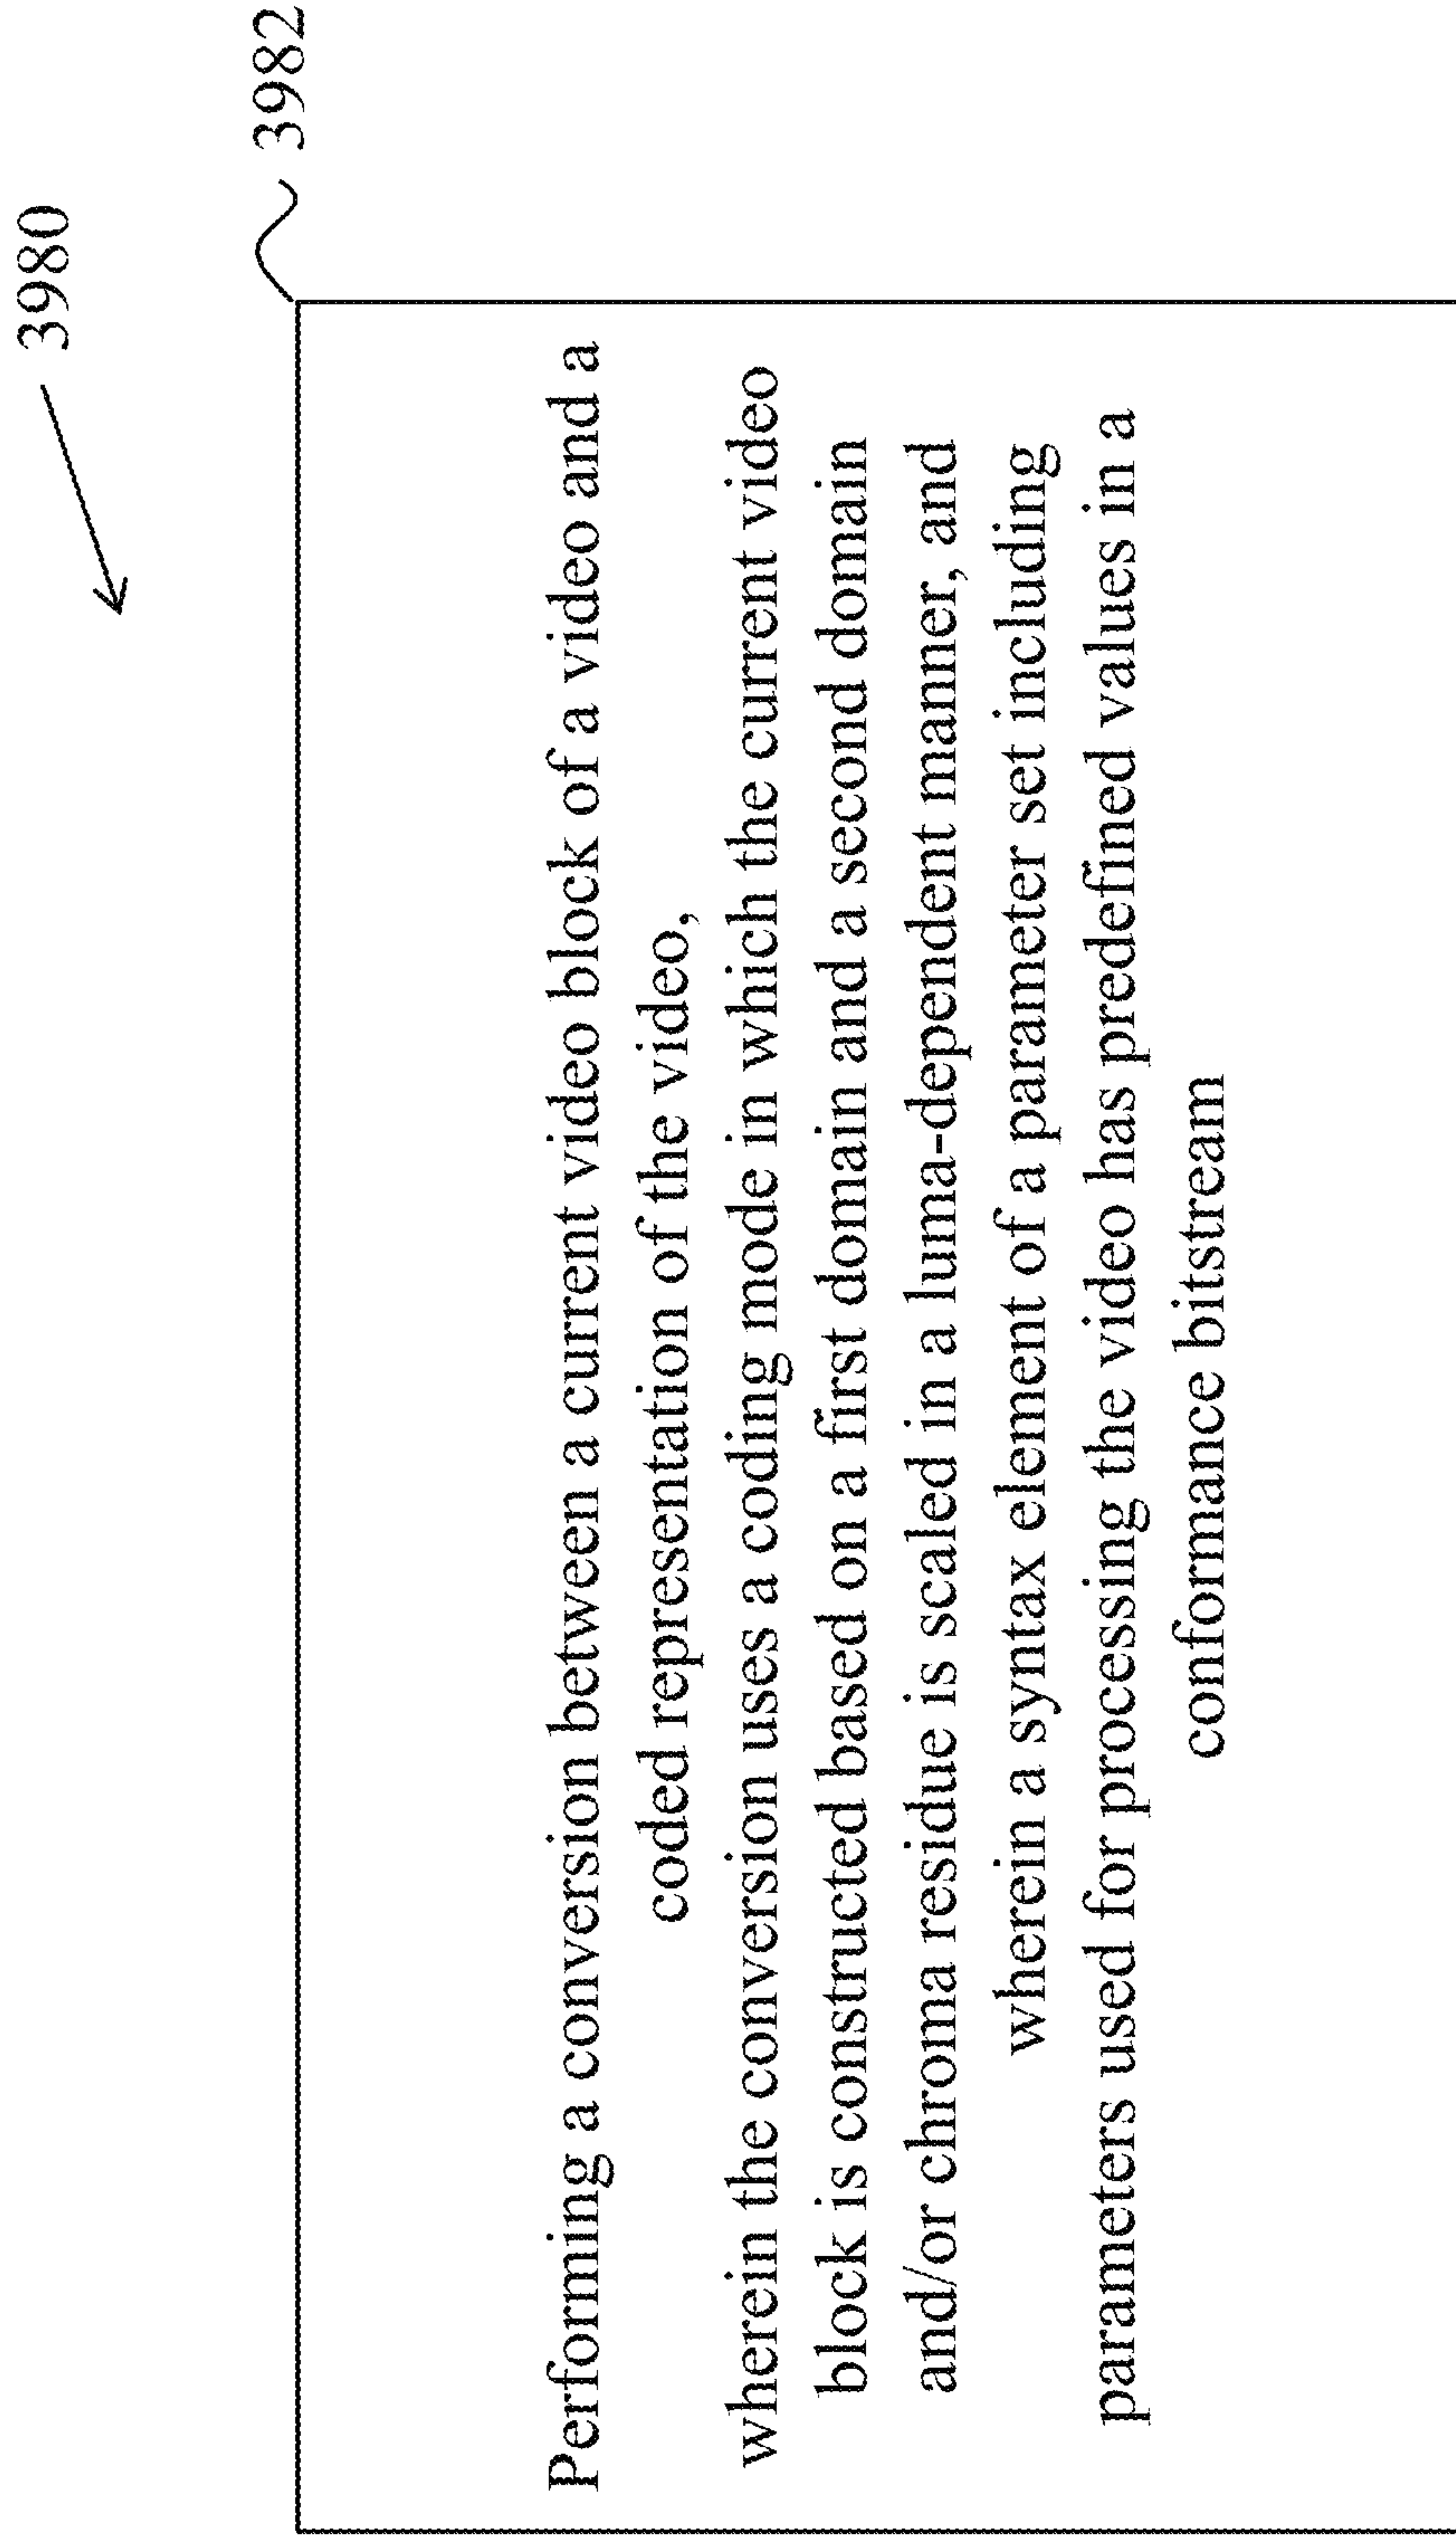 3980
3982
Performing a conversion between a current video block of a video and a
coded representation of the video,
wherein the conversion uses a coding mode in which the current video
block is constructed based on a first domain and a second domain
and/or chroma residue is scaled in a luma-dependent manner, and
wherein a syntax element of a parameter set including
parameters used for processing the video has predefined values in a
conformance bitstream